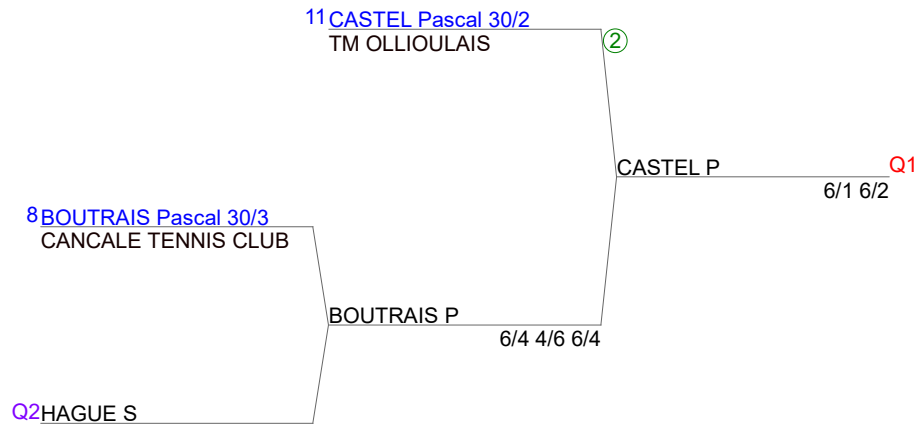 11 CASTEL Pascal 30/2
TM OLLIOULAIS
2
CASTEL P
Q1
6/1 6/2
8 BOUTRAIS Pascal 30/3
CANCALE TENNIS CLUB
BOUTRAIS P
6/4 4/6 6/4
Q2 HAGUE S